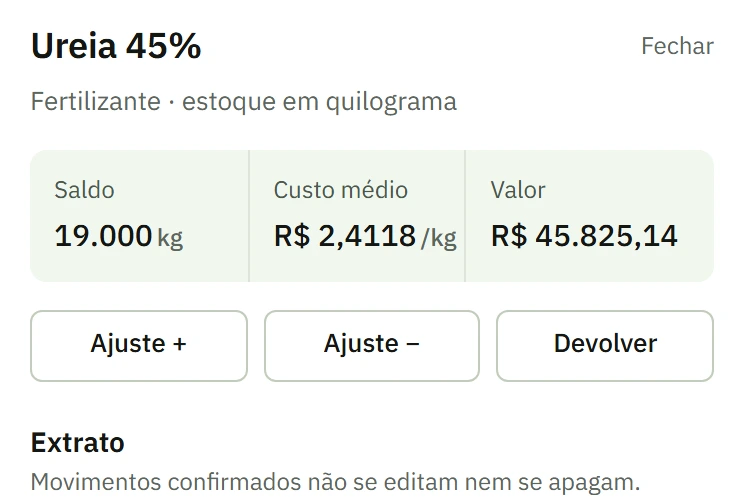 Ureia 45%
Fechar
Fertilizante · estoque em quilograma
Saldo
19.000 kg
Custo médio
R$ 2,4118 /kg
Valor
R$ 45.825,14
Ajuste +
Ajuste −
Devolver
Extrato
Movimentos confirmados não se editam nem se apagam.